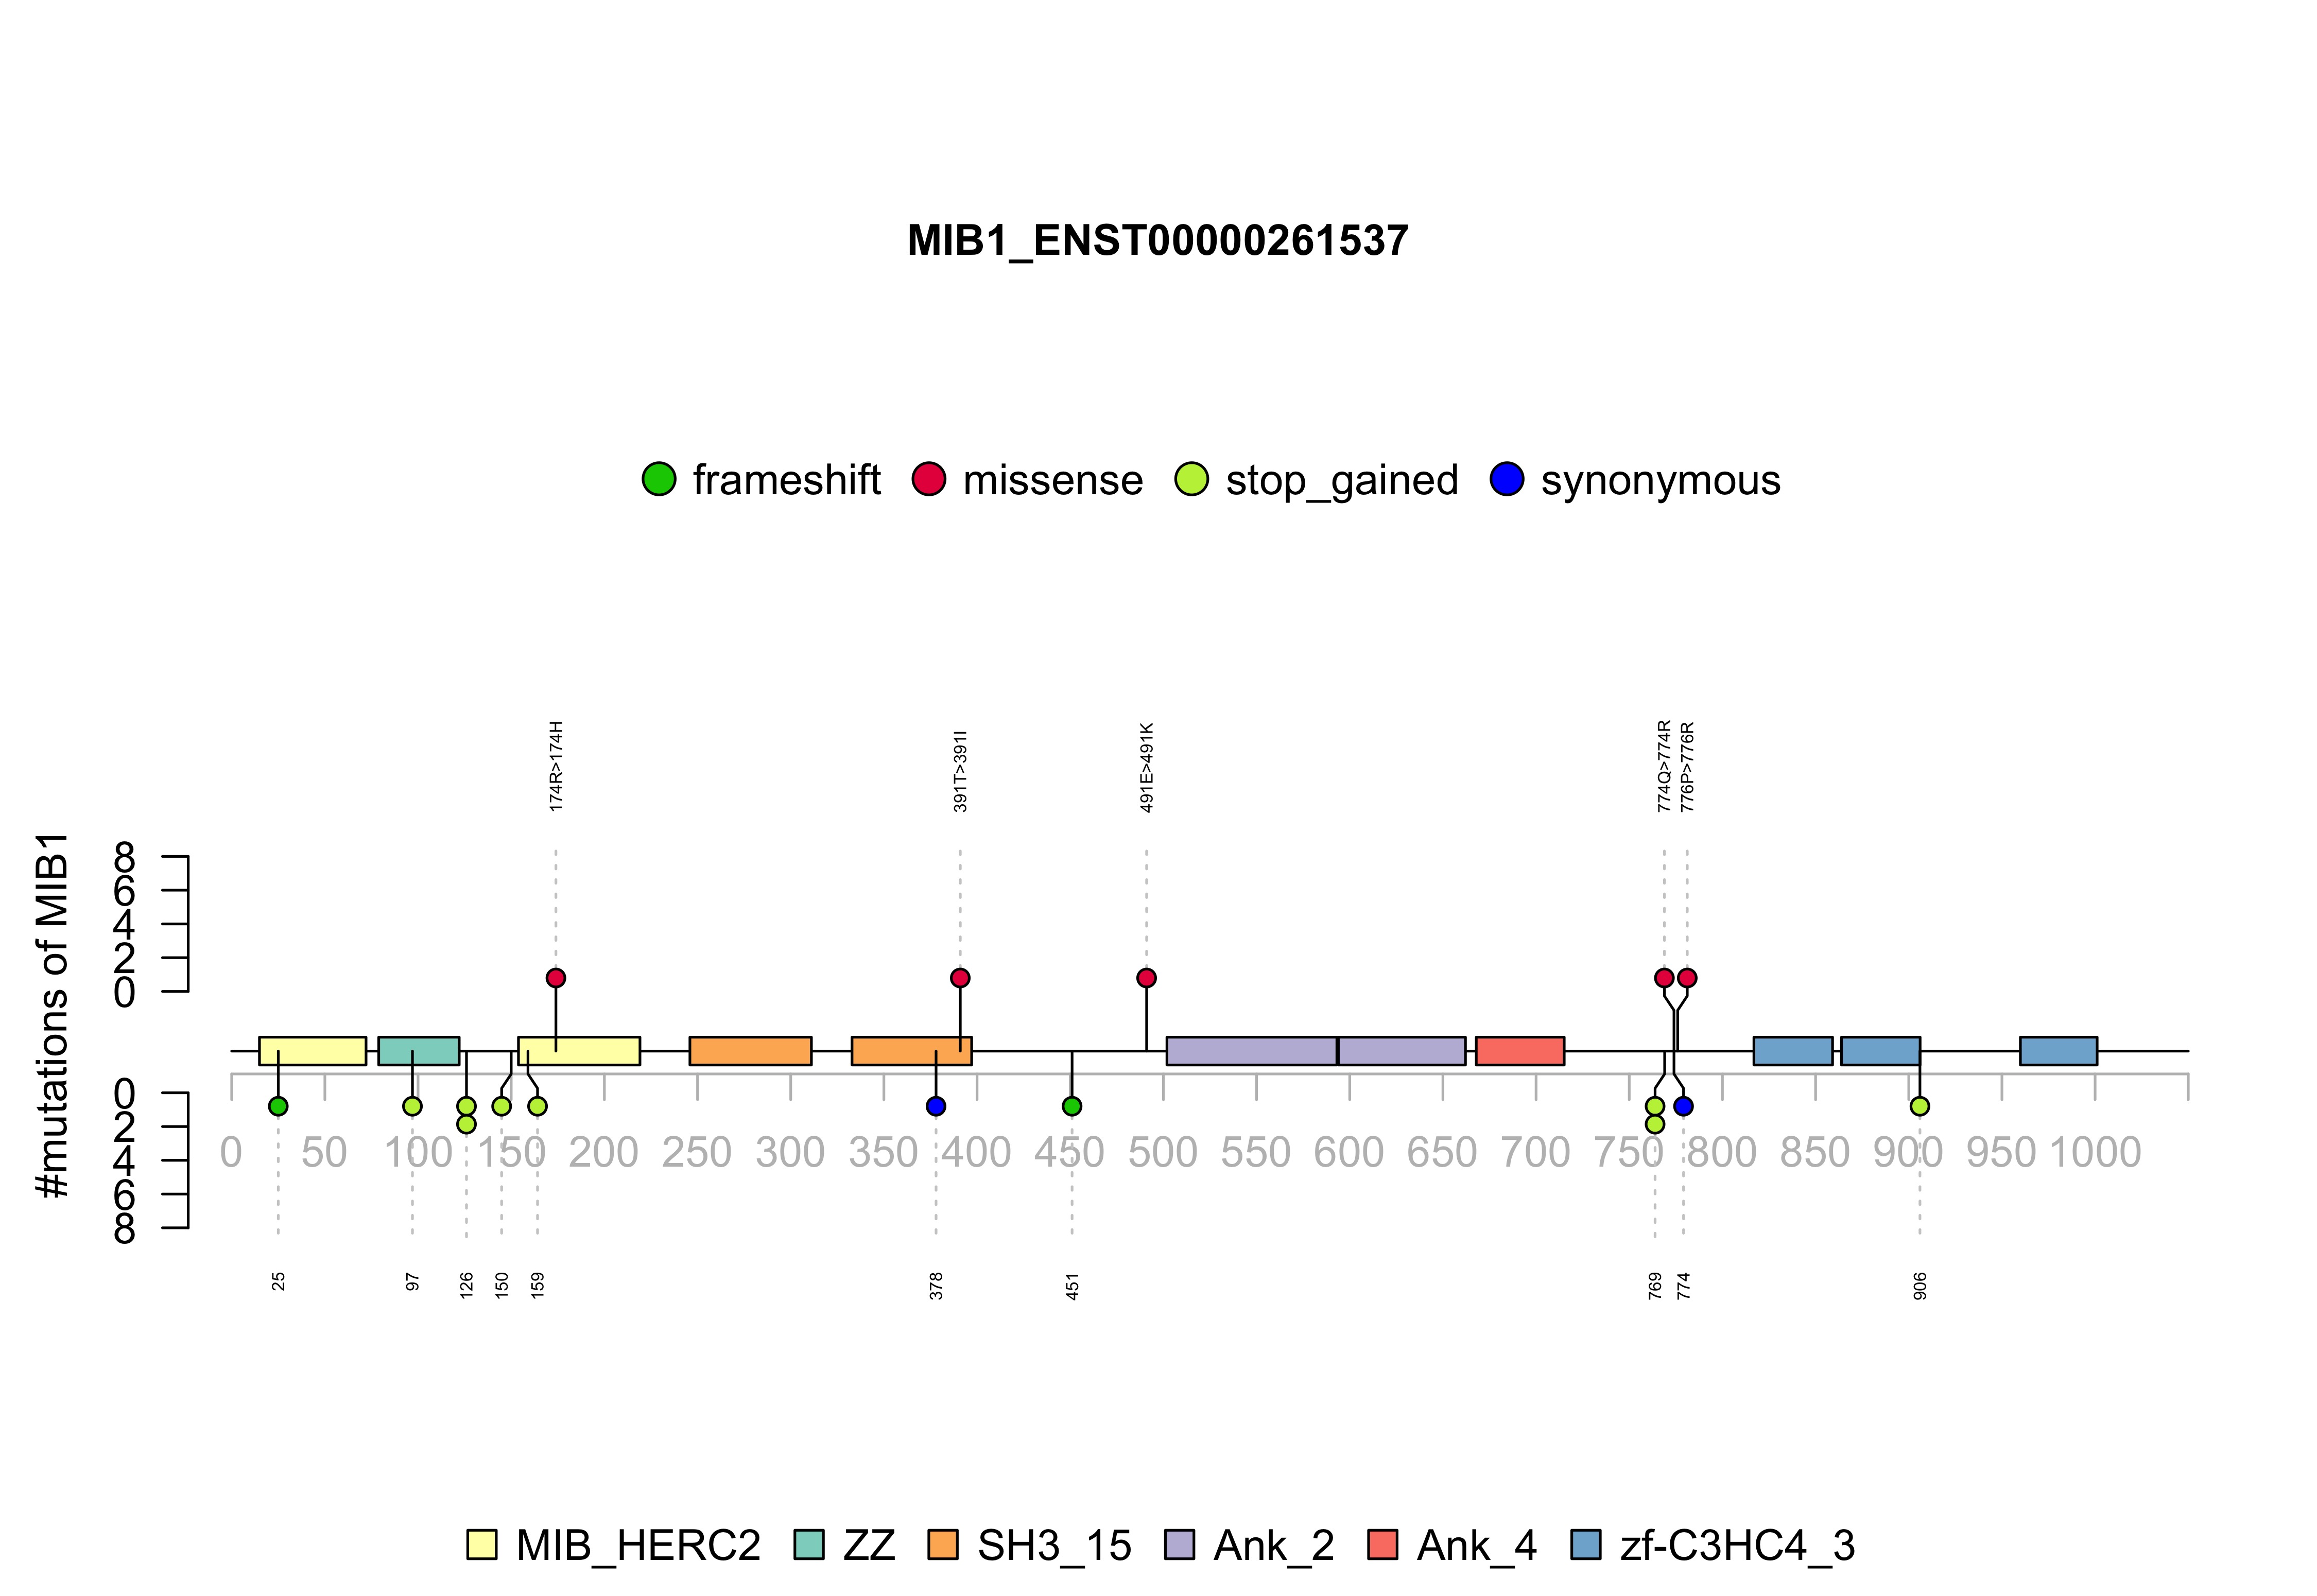 MIB1_ENST00000261537
frameshift missense stop_gained synonymous
174R>174H 391T>391I 491E>491K 774Q>774R 776P>776R
#mutations of MIB1
8
6
4
2
0
0
2
4
6
8
0 50 100 150 200 250 300 350 400 450 500 550 600 650 700 750 800 850 900 950 1000
25 97 126 150 159 378 451 769 774 906
MIB_HERC2 ZZ SH3_15 Ank_2 Ank_4 zf-C3HC4_3